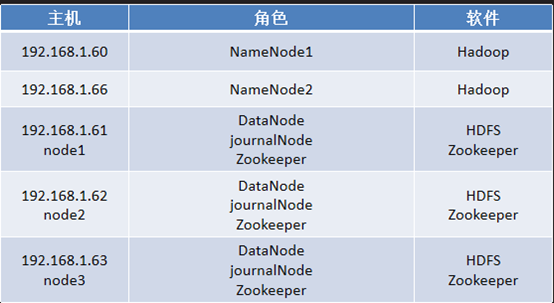 主机 角色 软件
192.168.1.60 NameNode1 Hadoop
192.168.1.66 NameNode2 Hadoop
192.168.1.61
node1
DataNode
journalNode
Zookeeper
HDFS
Zookeeper
192.168.1.62
node2
DataNode
journalNode
Zookeeper
HDFS
Zookeeper
192.168.1.63
node3
DataNode
journalNode
Zookeeper
HDFS
Zookeeper